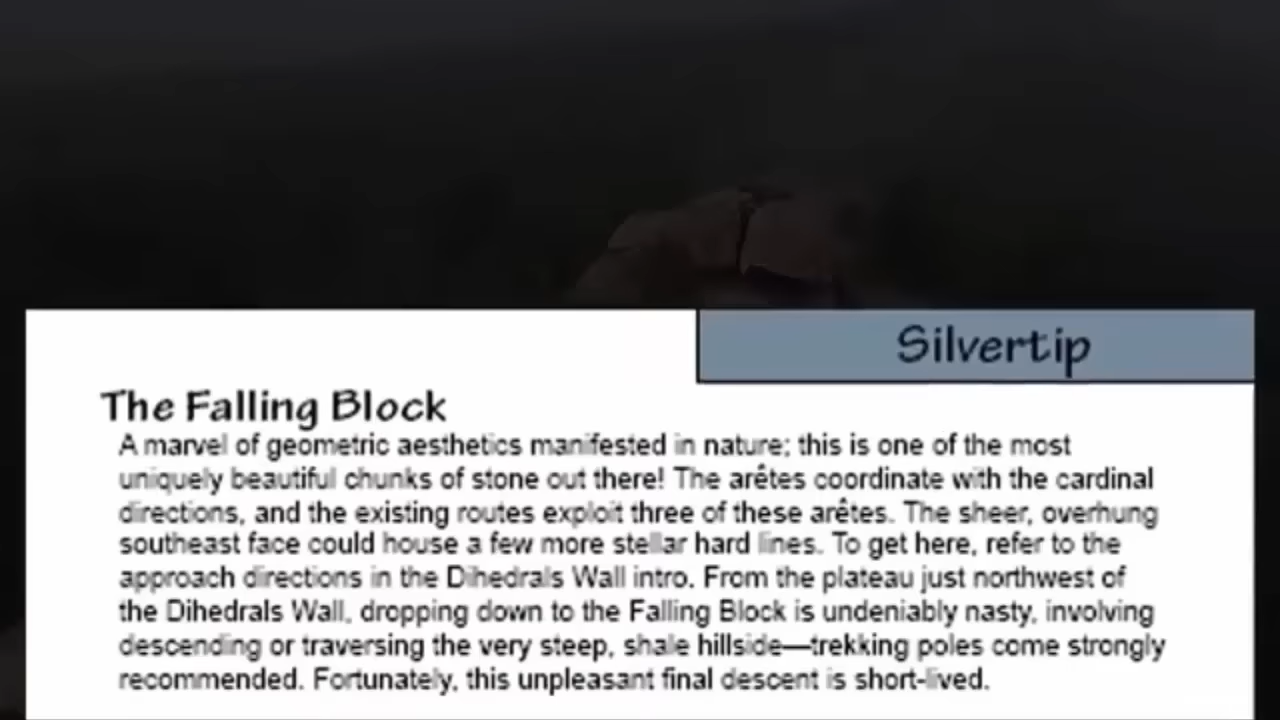 Silvertip
The Falling Block
A marvel of geometric aesthetics manifested in nature; this is one of the most
uniquely beautiful chunks of stone out there! The arêtes coordinate with the cardinal
directions, and the existing routes exploit three of these arêtes. The sheer, overhung
southeast face could house a few more stellar hard lines. To get here, refer to the
approach directions in the Dihedrals Wall intro. From the plateau just northwest of
the Dihedrals Wall, dropping down to the Falling Block is undeniably nasty, involving
descending or traversing the very steep, shale hillside—trekking poles come strongly
recommended. Fortunately, this unpleasant final descent is short-lived.